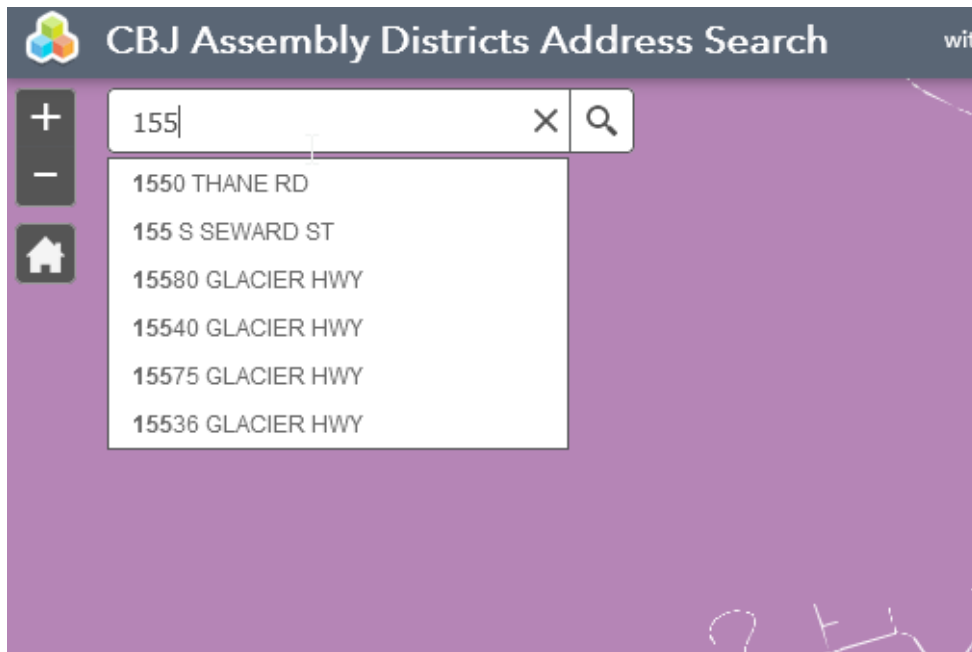 CBJ Assembly Districts Address Search
+
155
−
1550 THANE RD
155 S SEWARD ST
15580 GLACIER HWY
15540 GLACIER HWY
15575 GLACIER HWY
15536 GLACIER HWY